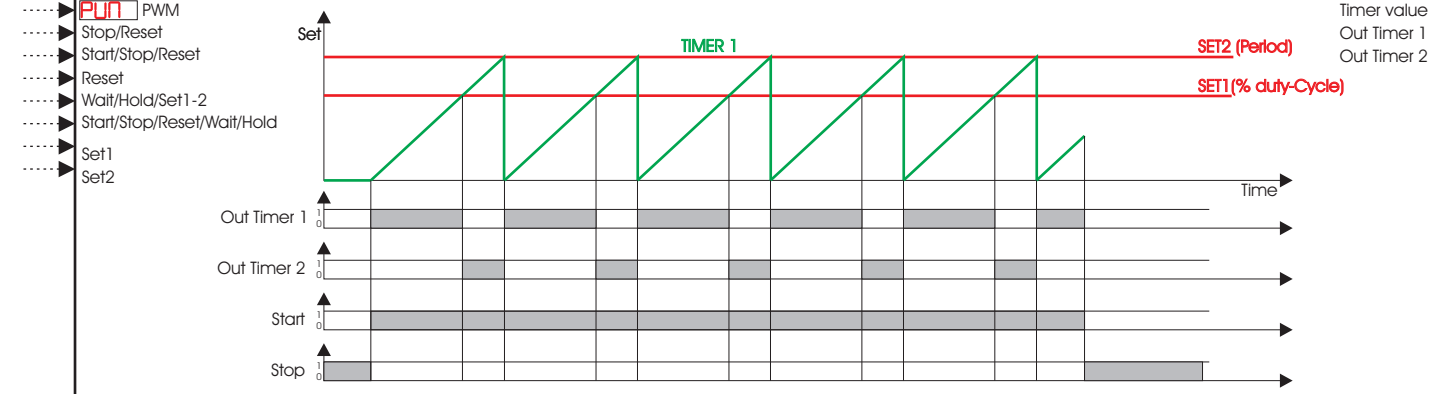 PUn PWM
Stop/Reset
Start/Stop/Reset
Reset
Wait/Hold/Set1-2
Start/Stop/Reset/Wait/Hold
Set1
Set2
Set
TIMER 1
SET2 (Period)
SET1(% duty-Cycle)
Time
Timer value
Out Timer 1
Out Timer 2
Out Timer 1 1
0
Out Timer 2 1
0
Start 1
0
Stop 1
0